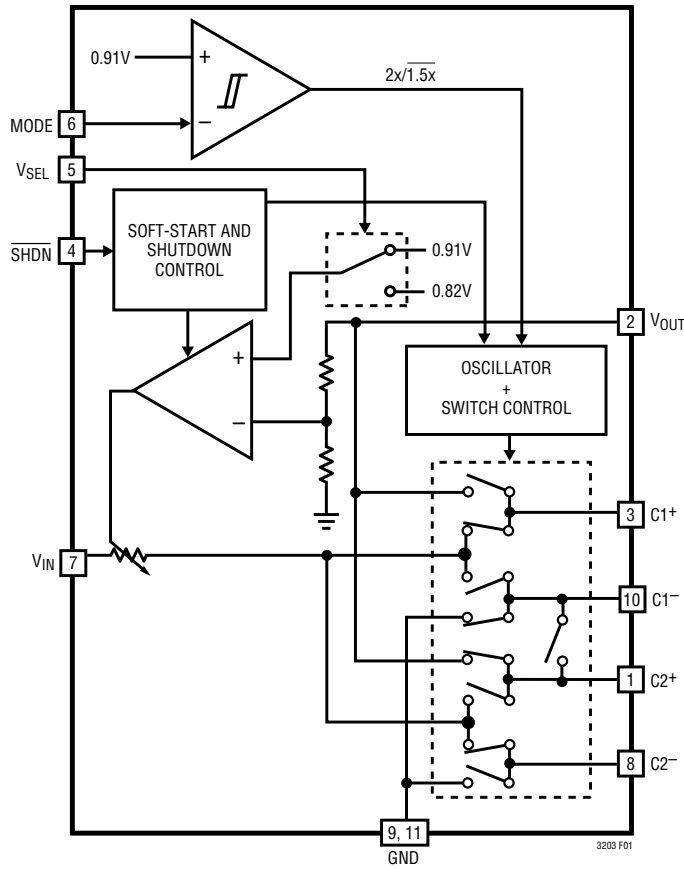 0.91V
+
–
2x/1.5x
MODE
6
VSEL
5
SHDN
4
SOFT-START AND
SHUTDOWN
CONTROL
0.91V
0.82V
2
VOUT
+
–
OSCILLATOR
+
SWITCH CONTROL
3
C1+
VIN
7
10
C1–
1
C2+
8
C2–
9, 11
GND
3203 F01